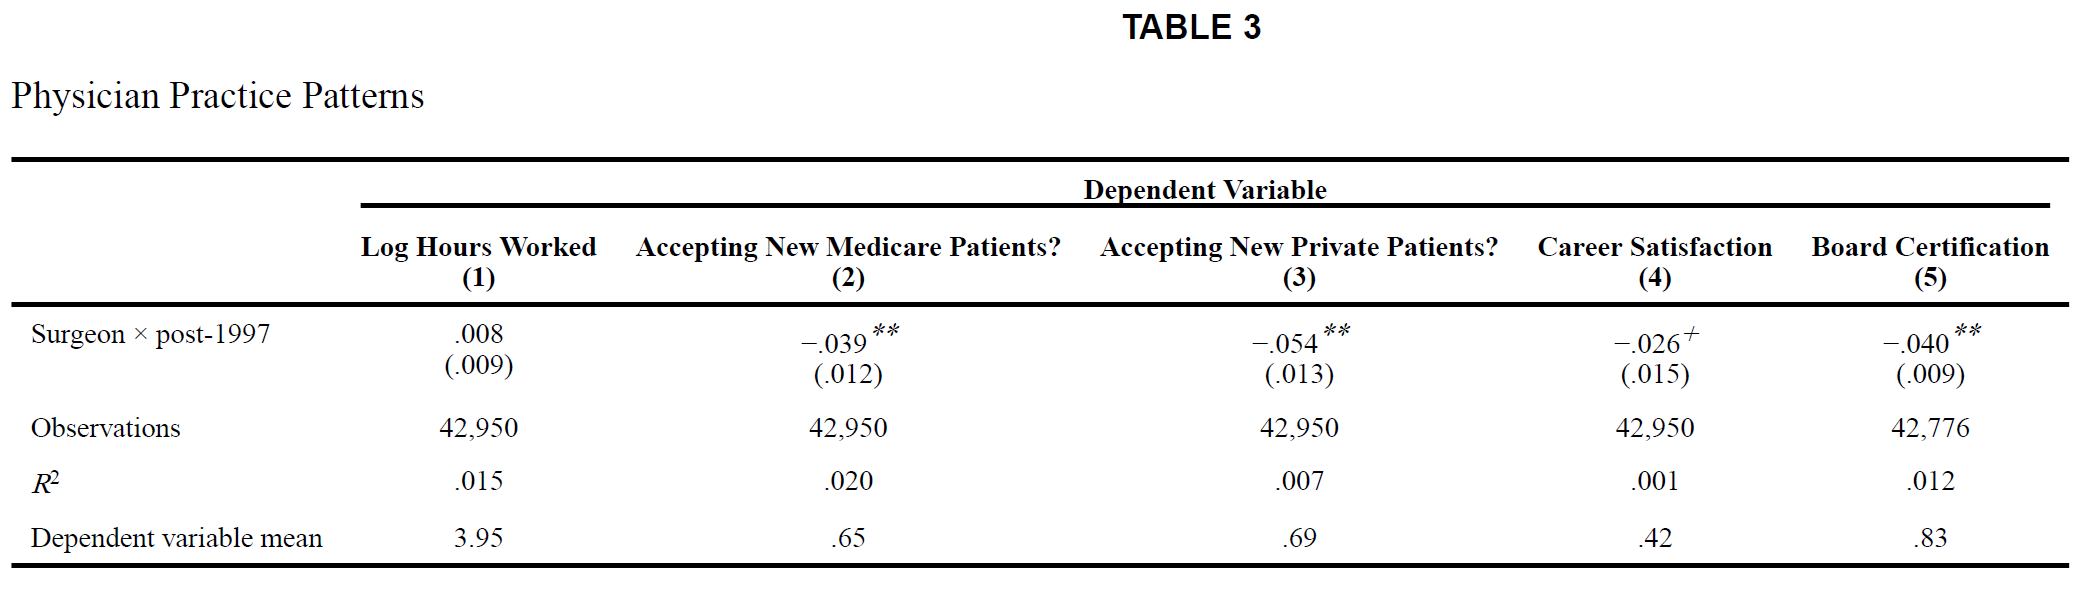 TABLE 3
Physician Practice Patterns
Dependent Variable
Log Hours Worked Accepting New Medicare Patients? Accepting New Private Patients? Career Satisfaction Board Certification
(1) (2) (3) (4) (5)
Surgeon × post-1997 .008 −.039** −.054** −.026+ −.040**
(.009) (.012) (.013) (.015) (.009)
Observations 42,950 42,950 42,950 42,950 42,776
R² .015 .020 .007 .001 .012
Dependent variable mean 3.95 .65 .69 .42 .83